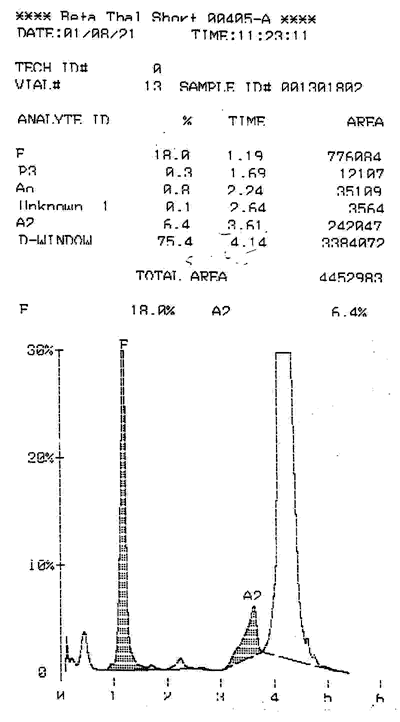 **** Beta Thal Short 00405-A ****
DATE:01/08/21 TIME:11:23:11
TECH ID# 0
VIAL# 13 SAMPLE ID# 001301802
ANALYTE ID % TIME AREA
F 18.0 1.19 776084
P3 0.3 1.69 12107
Ao 0.8 2.24 35109
Unknown 1 0.1 2.64 3564
A2 6.4 3.61 242047
D-WINDOW 75.4 4.14 3384072
TOTAL AREA 4452983
F 18.0% A2 6.4%
F
30%
20%
10%
A2
0
0 1 2 3 4 5 6